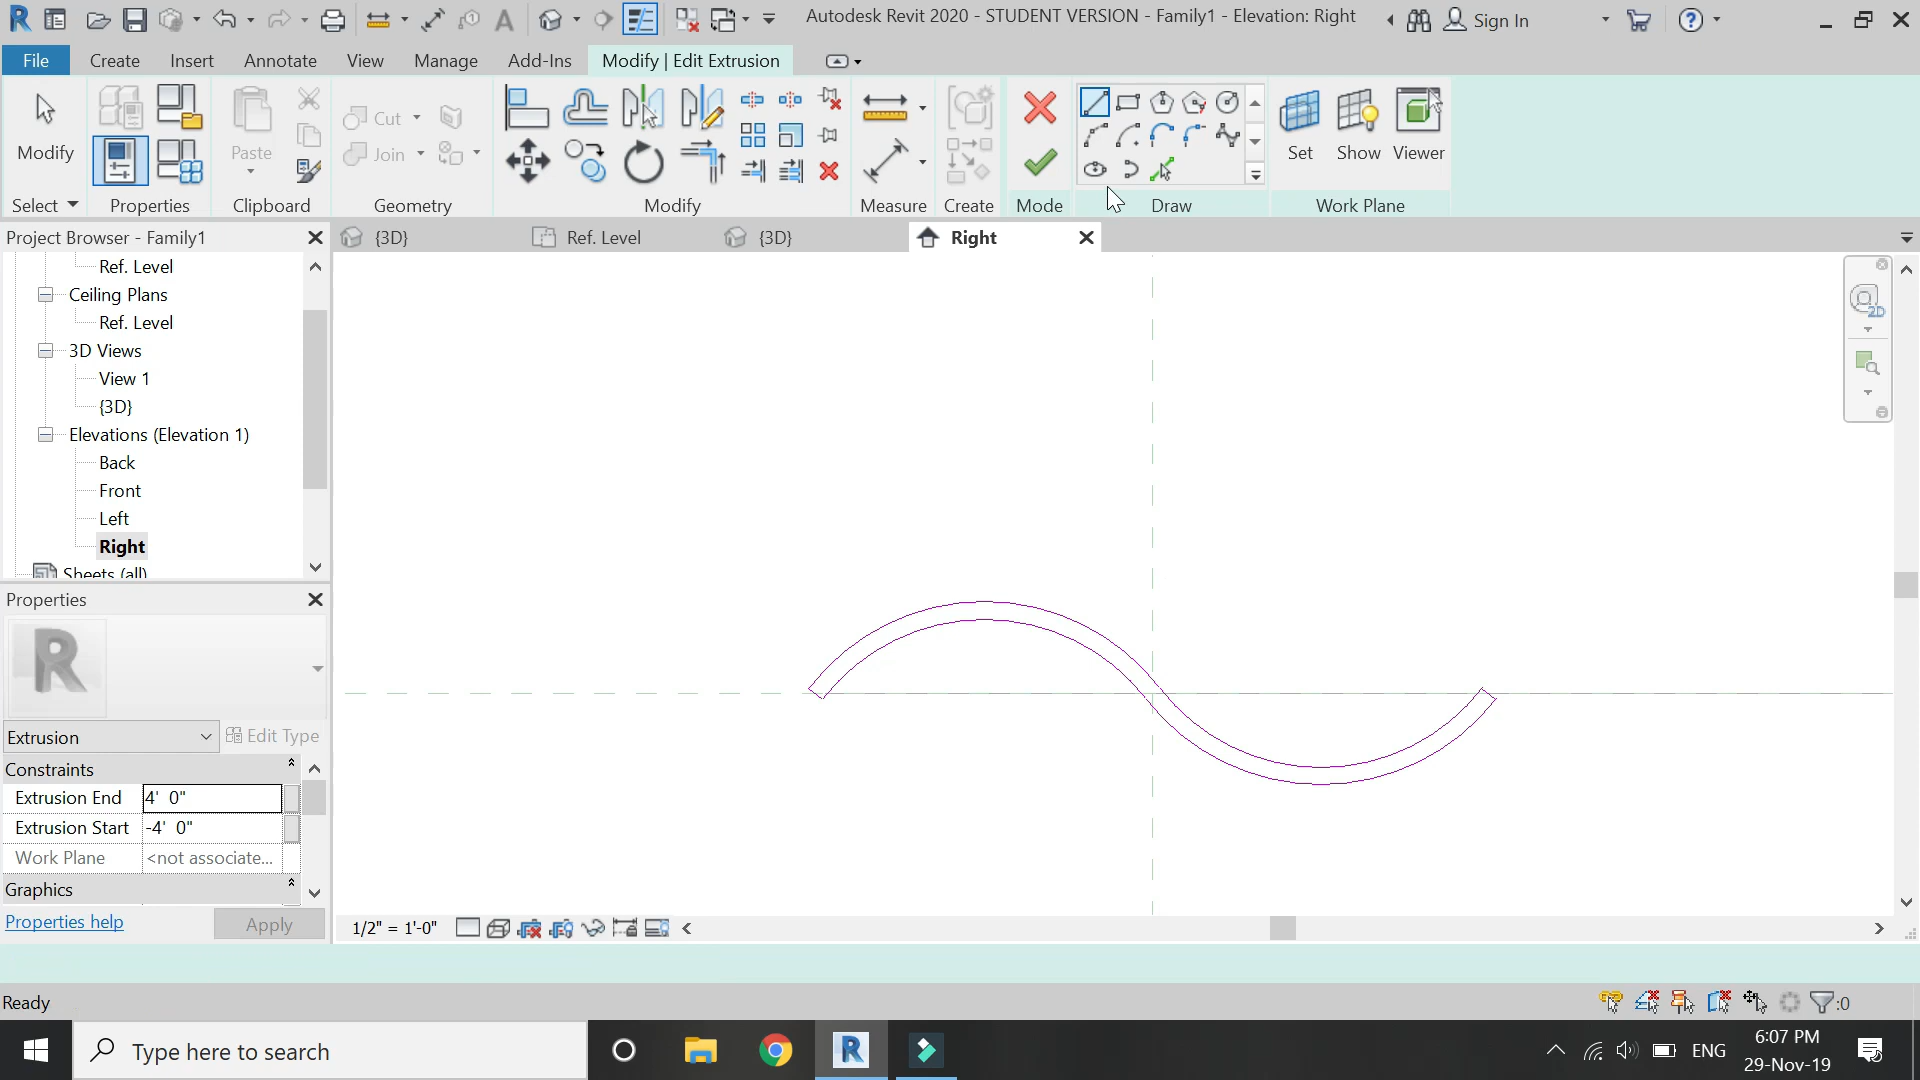 Autodesk Revit 2020 - STUDENT VERSION - Family1 - Elevation: Right
Sign In
File Create Insert Annotate View Manage Add-Ins Modify | Edit Extrusion
Modify
Paste
Cut
Join
Set Show Viewer
Select Properties Clipboard Geometry Modify Measure Create Mode Draw Work Plane
Project Browser - Family1
{3D} Ref. Level {3D} Right
Ref. Level
Ceiling Plans
Ref. Level
3D Views
View 1
{3D}
Elevations (Elevation 1)
Back
Front
Left
Right
Sheets (all)
Properties
Extrusion Edit Type
Constraints
Extrusion End 4' 0"
Extrusion Start -4' 0"
Work Plane <not associate...
Graphics
Properties help Apply
1/2" = 1'-0"
Ready
:0
Type here to search
ENG
6:07 PM
29-Nov-19